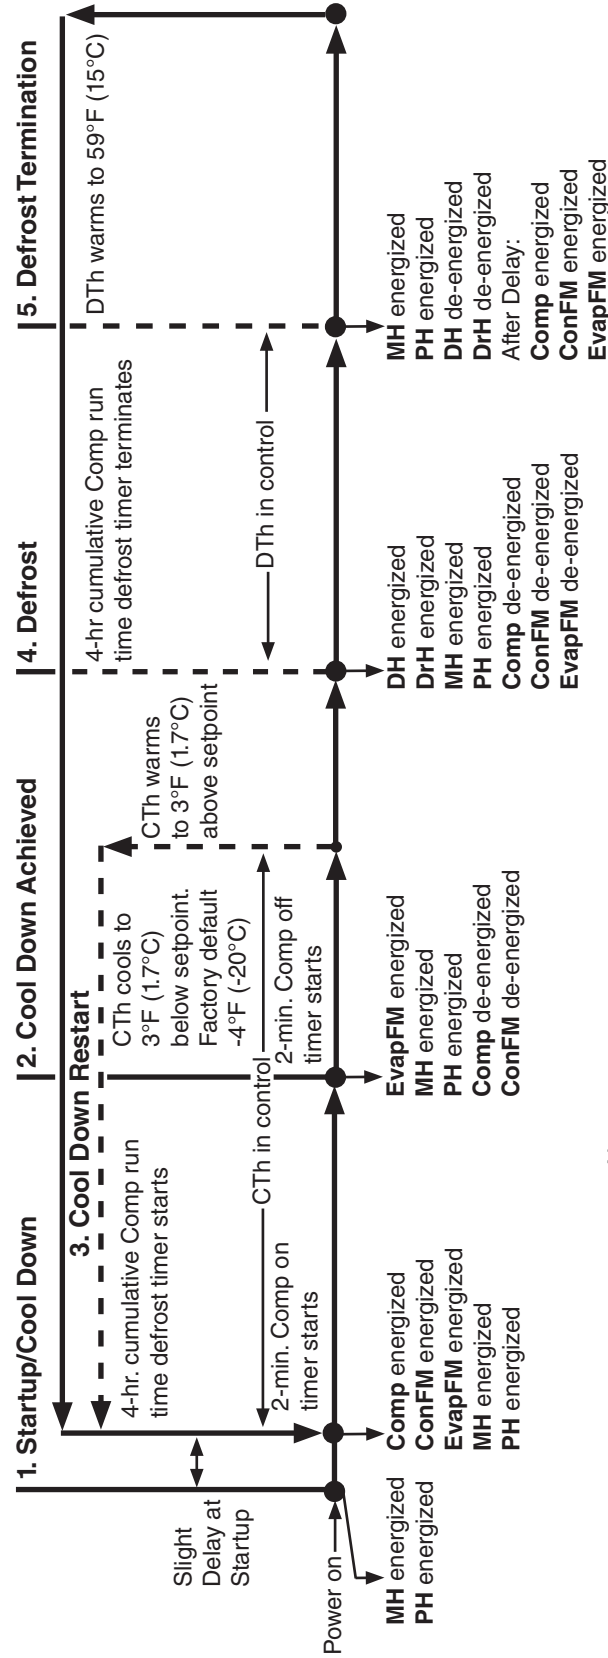 1. Startup/Cool Down
2. Cool Down Achieved
3. Cool Down Restart
4. Defrost
5. Defrost Termination
Slight
Delay at
Startup
Power on
4-hr. cumulative Comp run
time defrost timer starts
CTh in control
2-min. Comp on
timer starts
CTh cools to
3°F (1.7°C)
below setpoint.
Factory default
-4°F (-20°C)
2-min. Comp off
timer starts
CTh warms
to 3°F (1.7°C)
above setpoint
4-hr cumulative Comp run
time defrost timer terminates
DTh in control
DTh warms to 59°F (15°C)
MH energized
PH energized
Comp energized
ConFM energized
EvapFM energized
MH energized
PH energized
EvapFM energized
MH energized
PH energized
Comp de-energized
ConFM de-energized
DH energized
DrH energized
MH energized
PH energized
Comp de-energized
ConFM de-energized
EvapFM de-energized
MH energized
PH energized
DH de-energized
DrH de-energized
After Delay:
Comp energized
ConFM energized
EvapFM energized